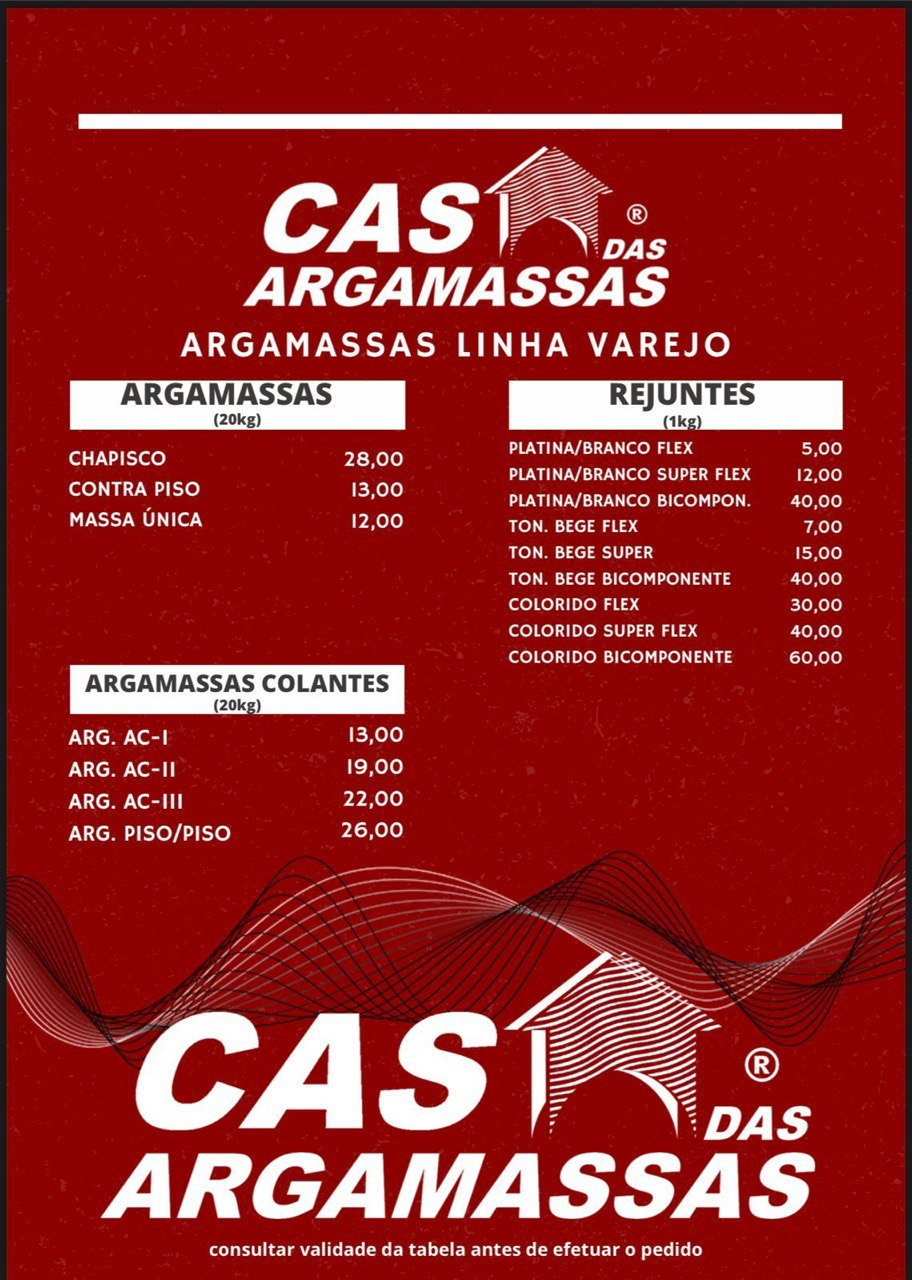 CASA
DAS ®
ARGAMASSAS
ARGAMASSAS LINHA VAREJO
ARGAMASSAS
(20kg)
CHAPISCO 28,00
CONTRA PISO 13,00
MASSA ÚNICA 12,00
ARGAMASSAS COLANTES
(20kg)
ARG. AC-I 13,00
ARG. AC-II 19,00
ARG. AC-III 22,00
ARG. PISO/PISO 26,00
REJUNTES
(1kg)
PLATINA/BRANCO FLEX 5,00
PLATINA/BRANCO SUPER FLEX 12,00
PLATINA/BRANCO BICOMPON. 40,00
TON. BEGE FLEX 7,00
TON. BEGE SUPER 15,00
TON. BEGE BICOMPONENTE 40,00
COLORIDO FLEX 30,00
COLORIDO SUPER FLEX 40,00
COLORIDO BICOMPONENTE 60,00
CASA
DAS ®
ARGAMASSAS
consultar validade da tabela antes de efetuar o pedido